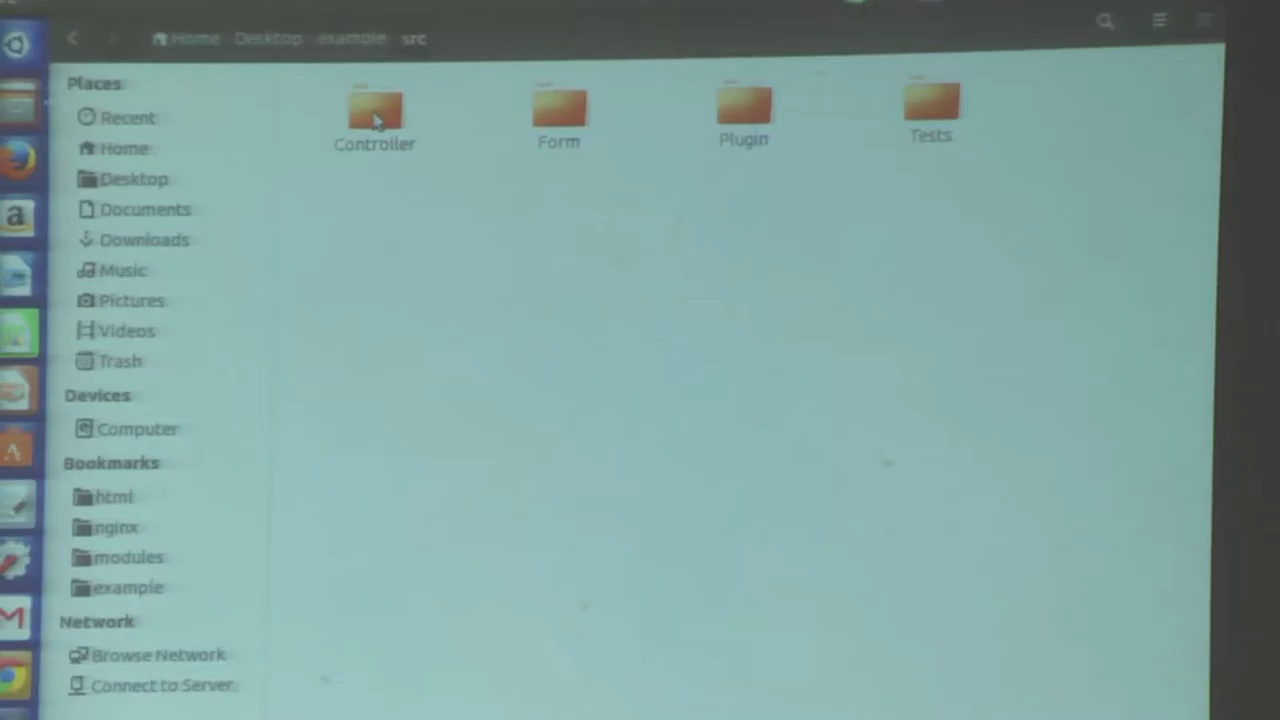 Home Desktop example src
Places
Recent
Home
Desktop
Documents
Downloads
Music
Pictures
Videos
Trash
Devices
Computer
Bookmarks
html
nginx
modules
example
Network
Browse Network
Connect to Server
Controller
Form
Plugin
Tests